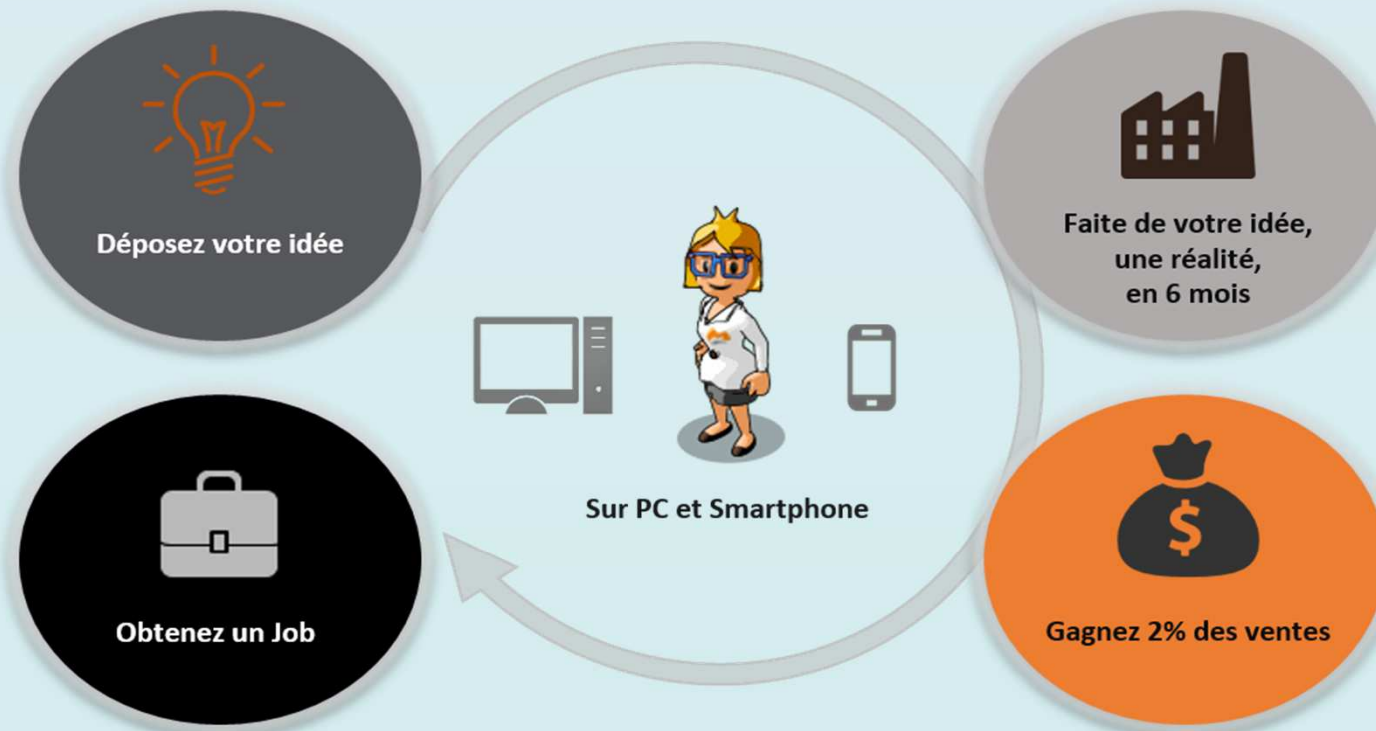 Déposez votre idée
Faite de votre idée,
une réalité,
en 6 mois
Sur PC et Smartphone
Obtenez un Job
$
Gagnez 2% des ventes